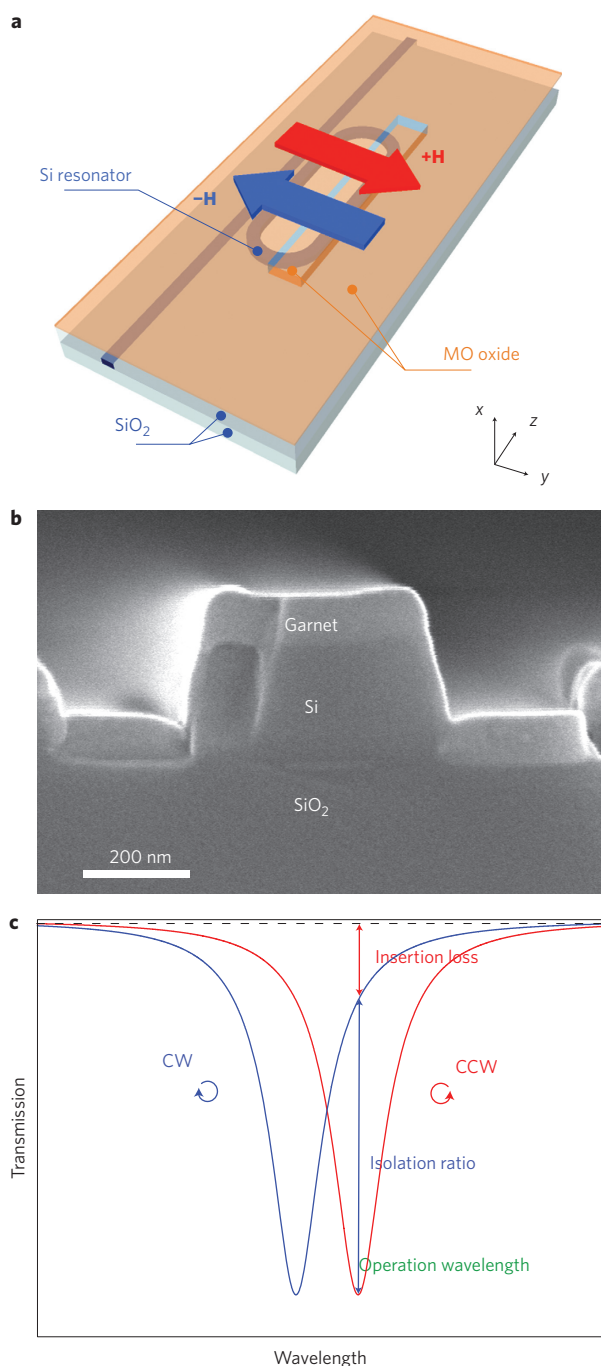 a
+H
Si resonator
−H
MO oxide
SiO2
x
z
y
b
Garnet
Si
SiO2
200 nm
c
Insertion loss
CW
CCW
Transmission
Isolation ratio
Operation wavelength
Wavelength